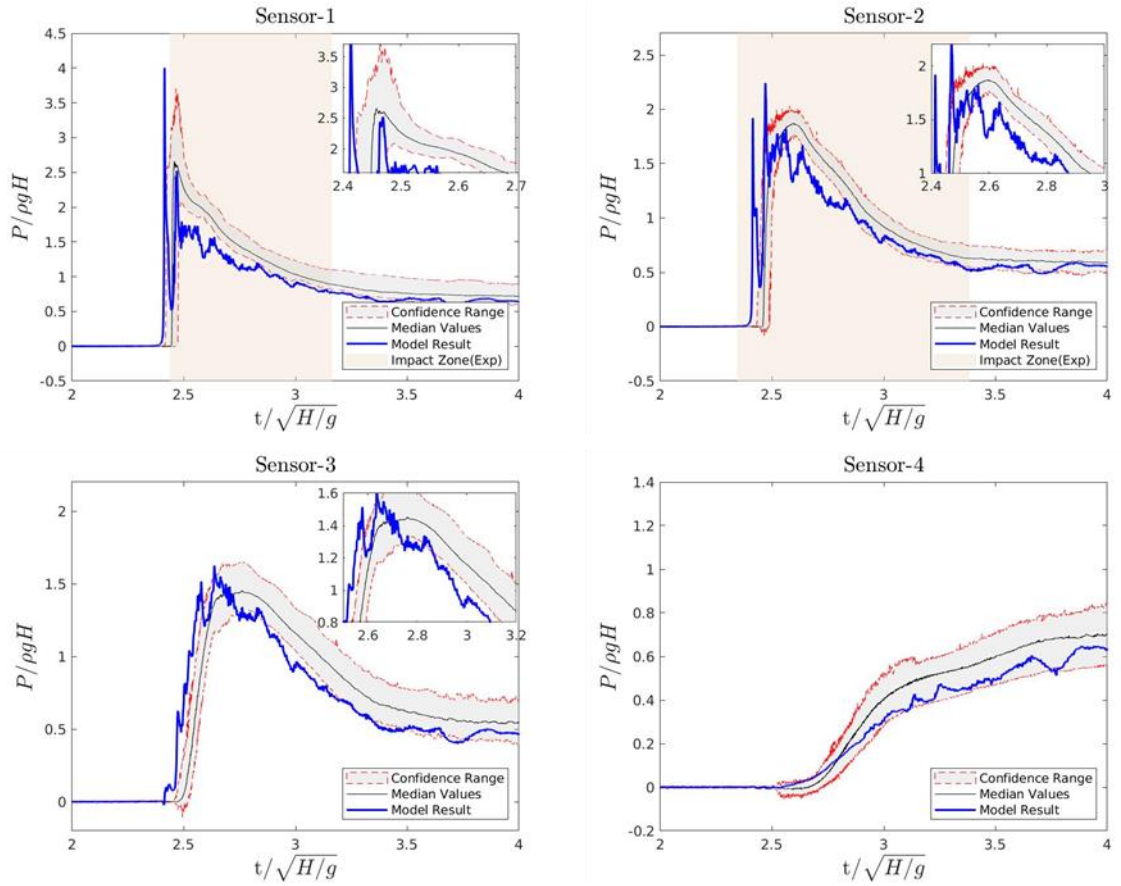 Sensor-1
4.5
4
3.5
3
2.5
2
1.5
1
0.5
0
-0.5
P/ρgH
2 2.5 3 3.5 4
t/√H/g
3.5
3
2.5
2
2.4 2.5 2.6 2.7
Confidence Range
Median Values
Model Result
Impact Zone(Exp)
Sensor-2
2.5
2
1.5
1
0.5
0
-0.5
P/ρgH
2 2.5 3 3.5 4
t/√H/g
2
1.5
1
2.4 2.6 2.8 3
Confidence Range
Median Values
Model Result
Impact Zone(Exp)
Sensor-3
2
1.5
1
0.5
0
P/ρgH
2 2.5 3 3.5 4
t/√H/g
1.6
1.4
1.2
1
0.8
2.6 2.8 3 3.2
Confidence Range
Median Values
Model Result
Sensor-4
1.4
1.2
1
0.8
0.6
0.4
0.2
0
-0.2
P/ρgH
2 2.5 3 3.5 4
t/√H/g
Confidence Range
Median Values
Model Result